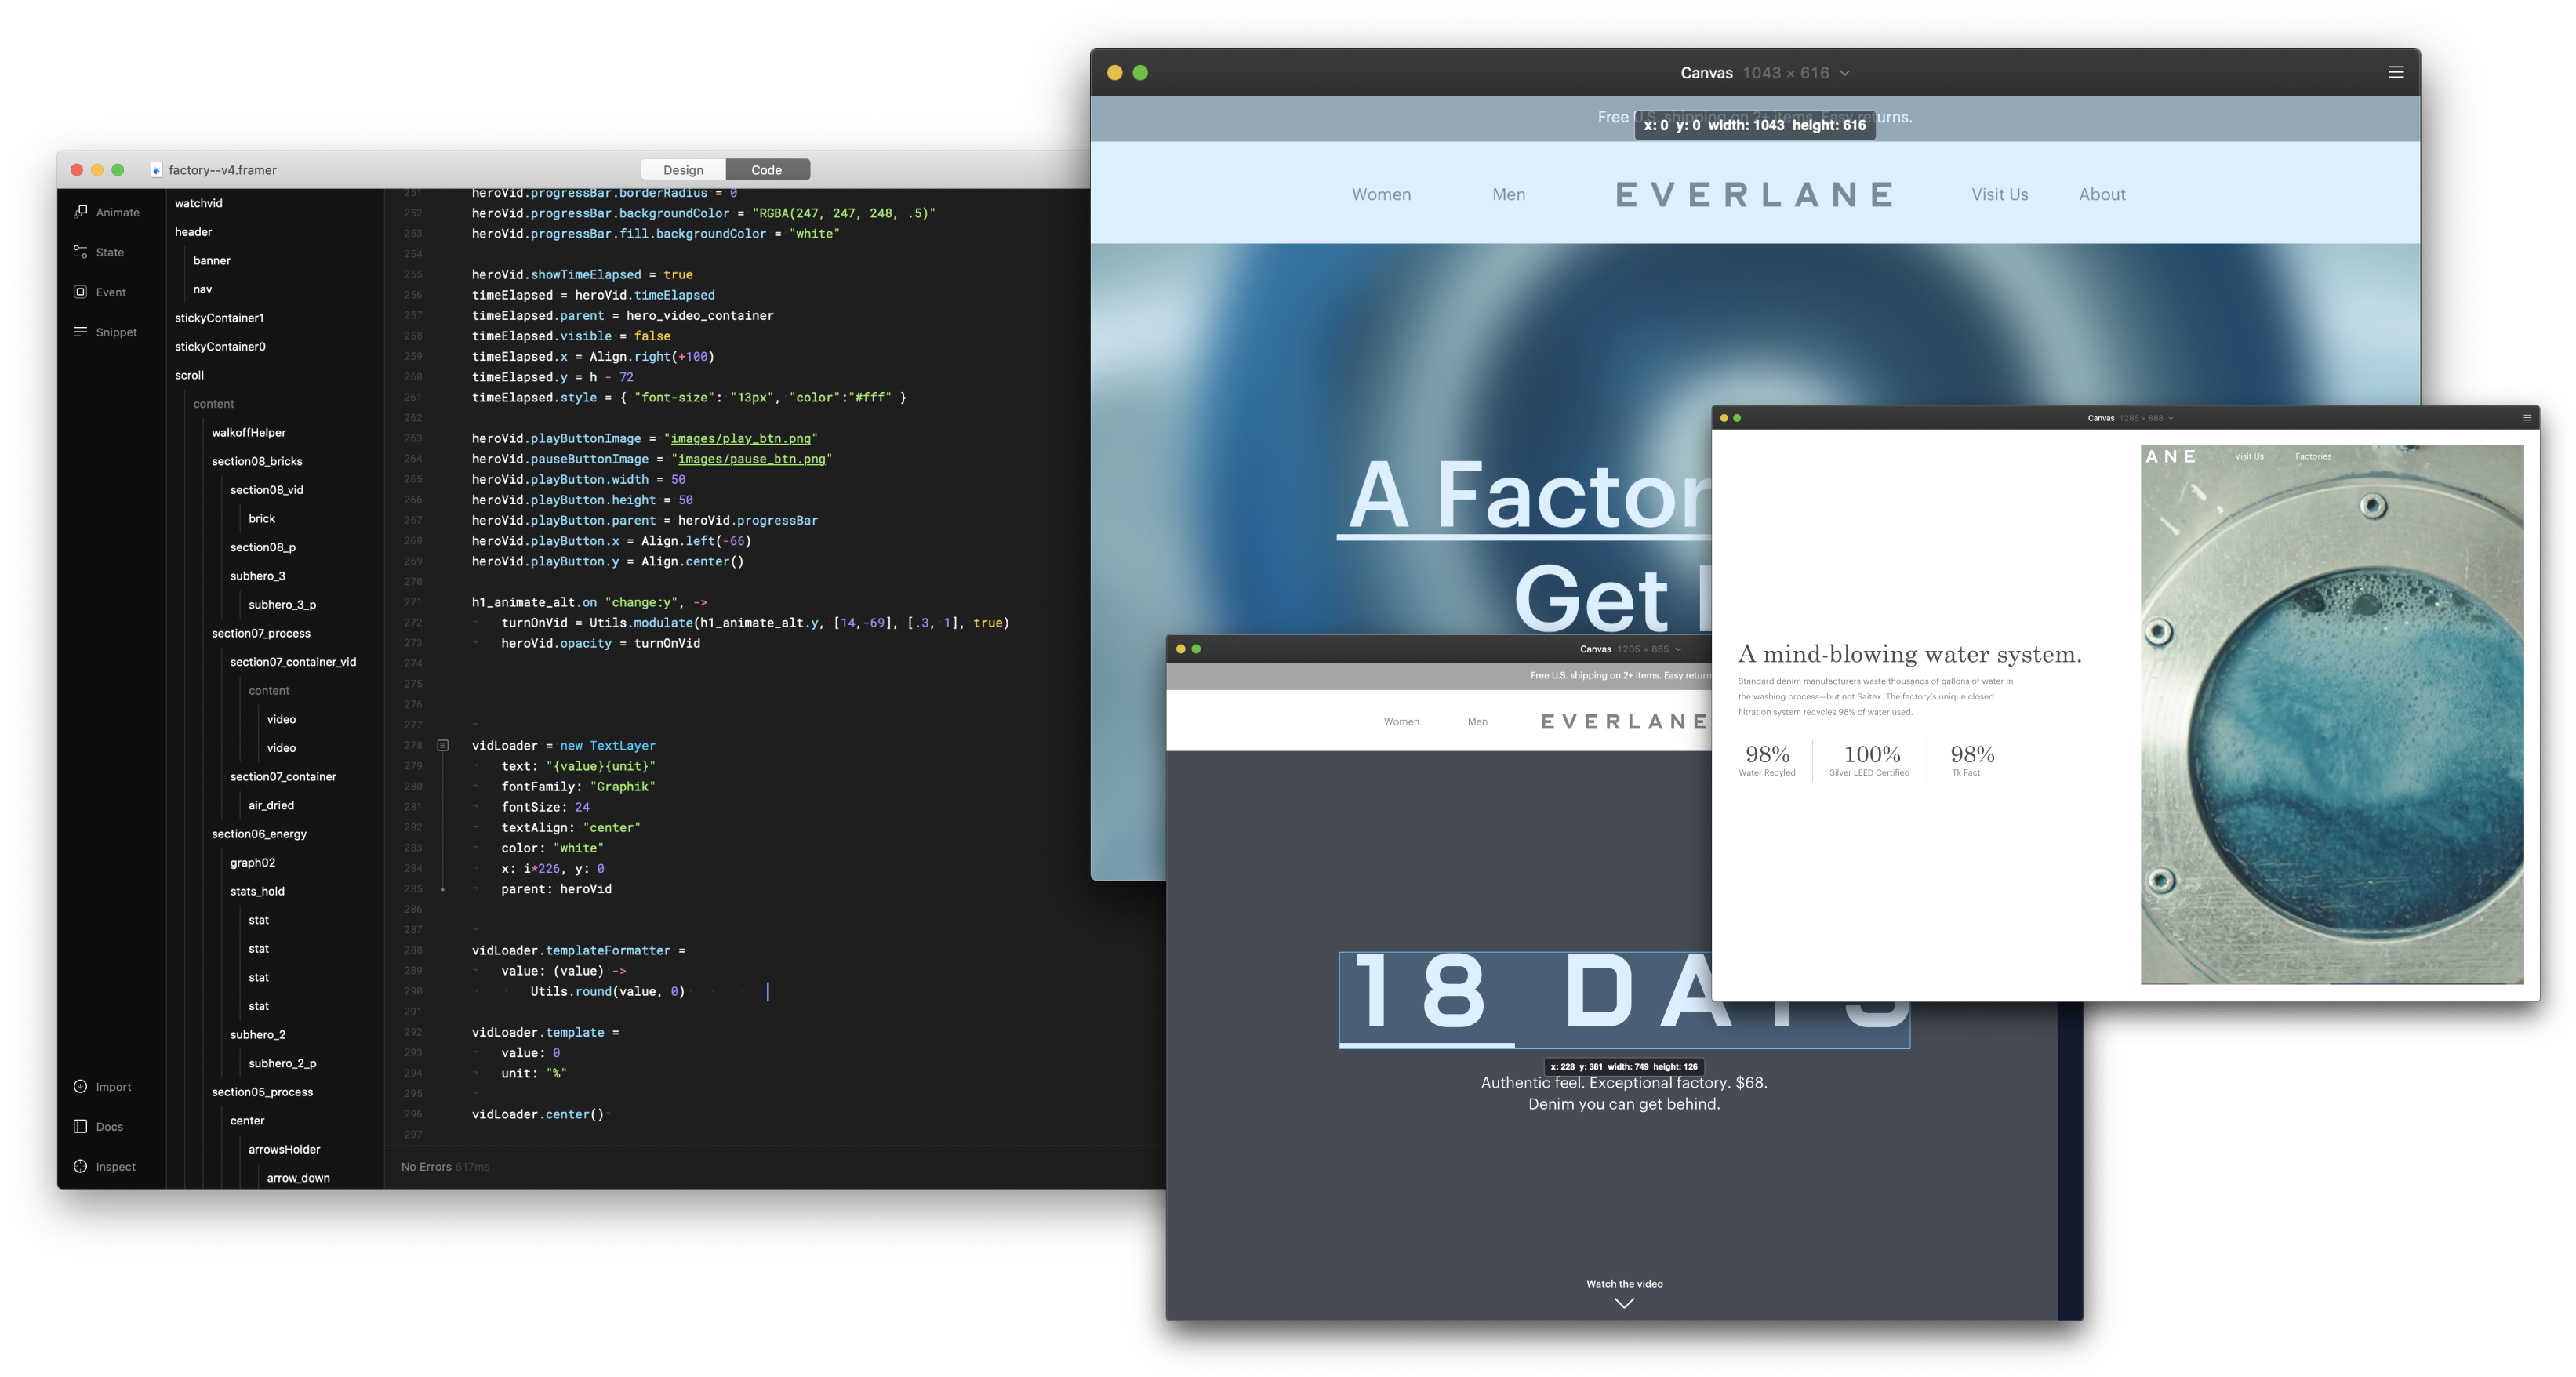 factory--v4.framer
Design
Code
Animate
State
Event
Snippet
Import
Docs
Inspect
watchvid
header
banner
nav
stickyContainer1
stickyContainer0
scroll
content
walkoffHelper
section08_bricks
section08_vid
brick
section08_p
subhero_3
subhero_3_p
section07_process
section07_container_vid
content
video
video
section07_container
air_dried
section06_energy
graph02
stats_hold
stat
stat
stat
stat
subhero_2
subhero_2_p
section05_process
center
arrowsHolder
arrow_down
251 heroVid.progressBar.borderRadius = 0
252 heroVid.progressBar.backgroundColor = "RGBA(247, 247, 248, .5)"
253 heroVid.progressBar.fill.backgroundColor = "white"
254
255 heroVid.showTimeElapsed = true
256 timeElapsed = heroVid.timeElapsed
257 timeElapsed.parent = hero_video_container
258 timeElapsed.visible = false
259 timeElapsed.x = Align.right(+100)
260 timeElapsed.y = h - 72
261 timeElapsed.style = { "font-size": "13px", "color":"#fff" }
262
263 heroVid.playButtonImage = "images/play_btn.png"
264 heroVid.pauseButtonImage = "images/pause_btn.png"
265 heroVid.playButton.width = 50
266 heroVid.playButton.height = 50
267 heroVid.playButton.parent = heroVid.progressBar
268 heroVid.playButton.x = Align.left(-66)
269 heroVid.playButton.y = Align.center()
270
271 h1_animate_alt.on "change:y", ->
272 turnOnVid = Utils.modulate(h1_animate_alt.y, [14,-69], [.3, 1], true)
273 heroVid.opacity = turnOnVid
274
275
276
277
278 vidLoader = new TextLayer
279 text: "{value}{unit}"
280 fontFamily: "Graphik"
281 fontSize: 24
282 textAlign: "center"
283 color: "white"
284 x: i*226, y: 0
285 parent: heroVid
286
287
288 vidLoader.templateFormatter =
289 value: (value) ->
290 Utils.round(value, 0)
291
292 vidLoader.template =
293 value: 0
294 unit: "%"
295
296 vidLoader.center()
297
No Errors 617ms
Canvas 1043 × 616
Free U.S. shipping on 2+ items. Easy returns.
x: 0 y: 0 width: 1043 height: 616
Women Men EVERLANE Visit Us About
A Factor
Get
Canvas 1205 × 865
Free U.S. shipping on 2+ items. Easy return
Women Men EVERLANE
18 DAYS
x: 228 y: 381 width: 749 height: 126
Authentic feel. Exceptional factory. $68.
Denim you can get behind.
Watch the video
Canvas 1285 × 888
ANE Visit Us Factories
A mind-blowing water system.
Standard denim manufacturers waste thousands of gallons of water in
the washing process—but not Saitex. The factory's unique closed
filtration system recycles 98% of water used.
98% 100% 98%
Water Recyled Silver LEED Certified Tk Fact